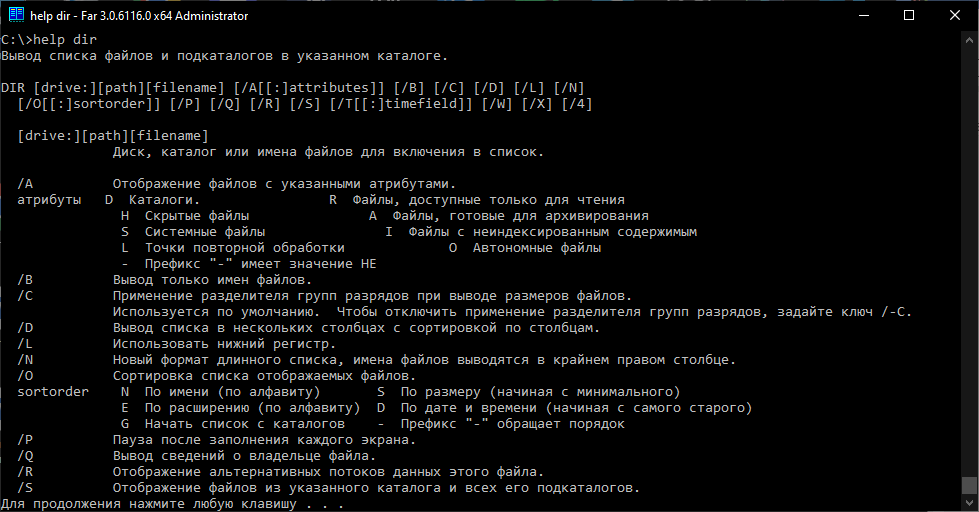 help dir - Far 3.0.6116.0 x64 Administrator
C:\>help dir
Вывод списка файлов и подкаталогов в указанном каталоге.
DIR [drive:][path][filename] [/A[[:]attributes]] [/B] [/C] [/D] [/L] [/N]
[/O[[:]sortorder]] [/P] [/Q] [/R] [/S] [/T[[:]timefield]] [/W] [/X] [/4]
[drive:][path][filename]
Диск, каталог или имена файлов для включения в список.
/A Отображение файлов с указанными атрибутами.
атрибуты D Каталоги. R Файлы, доступные только для чтения
H Скрытые файлы A Файлы, готовые для архивирования
S Системные файлы I Файлы с неиндексированным содержимым
L Точки повторной обработки O Автономные файлы
- Префикс "-" имеет значение НЕ
/B Вывод только имен файлов.
/C Применение разделителя групп разрядов при выводе размеров файлов.
Используется по умолчанию. Чтобы отключить применение разделителя групп разрядов, задайте ключ /-C.
/D Вывод списка в нескольких столбцах с сортировкой по столбцам.
/L Использовать нижний регистр.
/N Новый формат длинного списка, имена файлов выводятся в крайнем правом столбце.
/O Сортировка списка отображаемых файлов.
sortorder N По имени (по алфавиту) S По размеру (начиная с минимального)
E По расширению (по алфавиту) D По дате и времени (начиная с самого старого)
G Начать список с каталогов - Префикс "-" обращает порядок
/P Пауза после заполнения каждого экрана.
/Q Вывод сведений о владельце файла.
/R Отображение альтернативных потоков данных этого файла.
/S Отображение файлов из указанного каталога и всех его подкаталогов.
Для продолжения нажмите любую клавишу . . .